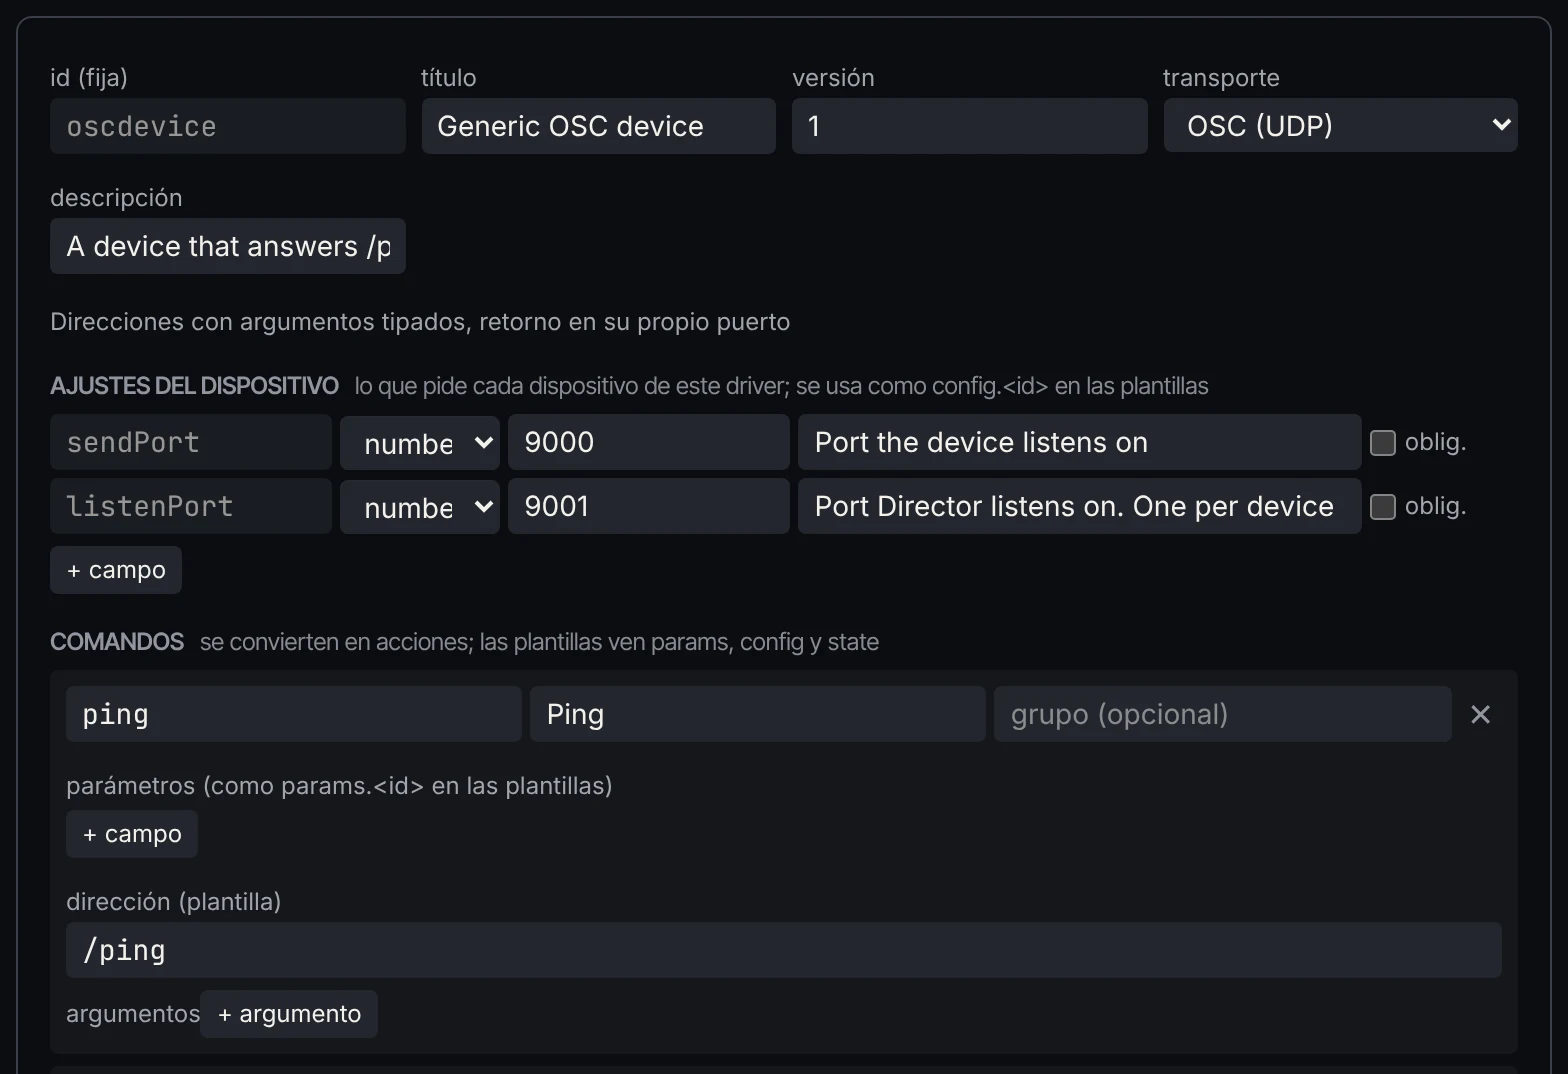 id (fija) título versión transporte
oscdevice Generic OSC device 1 OSC (UDP)
descripción
A device that answers /p
Direcciones con argumentos tipados, retorno en su propio puerto
AJUSTES DEL DISPOSITIVO lo que pide cada dispositivo de este driver; se usa como config.<id> en las plantillas
sendPort numbe 9000 Port the device listens on oblig.
listenPort numbe 9001 Port Director listens on. One per device oblig.
+ campo
COMANDOS se convierten en acciones; las plantillas ven params, config y state
ping Ping grupo (opcional) ✕
parámetros (como params.<id> en las plantillas)
+ campo
dirección (plantilla)
/ping
argumentos + argumento